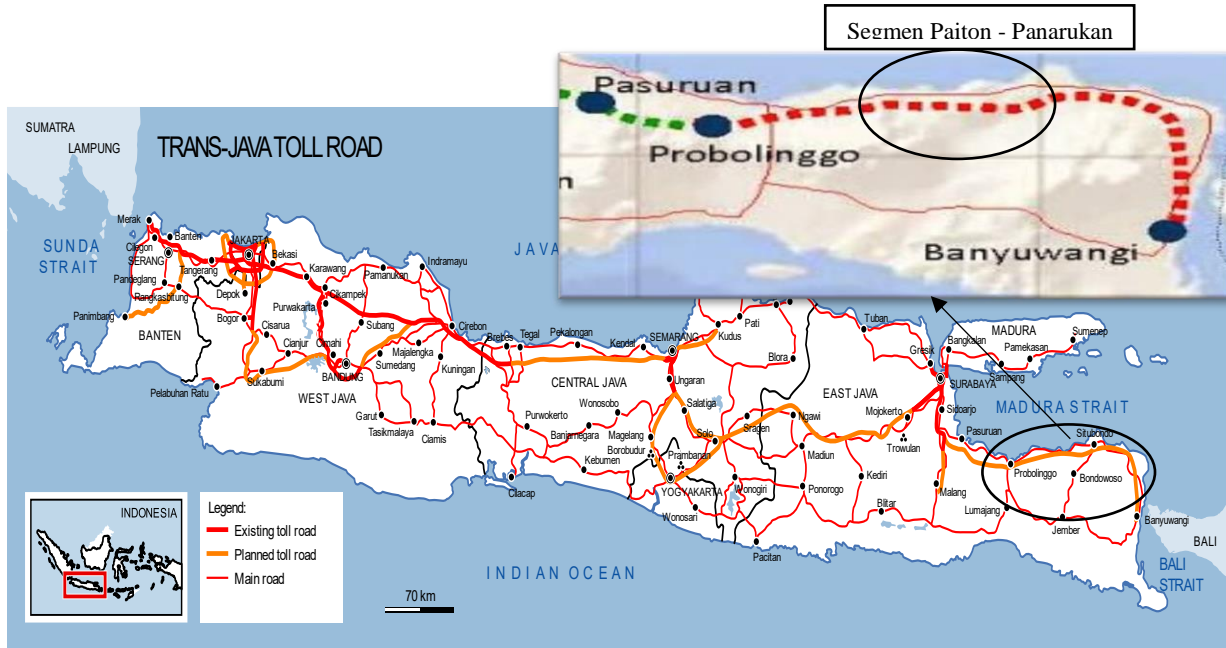 Segmen Paiton - Panarukan
Pasuruan
Probolinggo
Banyuwangi
SUMATRA
LAMPUNG
TRANS-JAVA TOLL ROAD
Merak
Banten
SUNDA
STRAIT
Cilegon
SERANG
JAKARTA
Bekasi
Tangerang
Karawang
Pamanukan
Indramayu
JAVA
Pandeglang
Rangkasbitung
Depok
Purwakarta
Cikampek
Panimbang
BANTEN
Bogor
Cisarua
Subang
Cirebon
Cianjur
Cimahi
Majalengka
Sumedang
BANDUNG
Kuningan
Sukabumi
Pelabuhan Ratu
WEST JAVA
Garut
Tasikmalaya
Ciamis
Brebes
Tegal
Pekalongan
Kendal
SEMARANG
Kudus
Pati
Blora
Ungaran
CENTRAL JAVA
Salatiga
Wonosobo
Purwokerto
Banjarnegara
Magelang
Borobudur
Solo
Sragen
Prambanan
Kebumen
Cilacap
YOGYAKARTA
Wonogiri
Wonosari
Pacitan
Tuban
Gresik
MADURA
Bangkalan
Sumenep
Pamekasan
Sampang
SURABAYA
EAST JAVA
Mojokerto
Sidoarjo
MADURA STRAIT
Ngawi
Trowulan
Pasuruan
Situbondo
Madiun
Kediri
Ponorogo
Blitar
Malang
Probolinggo
Bondowoso
Lumajang
Jember
Banyuwangi
BALI
BALI
STRAIT
INDIAN OCEAN
INDONESIA
Legend:
Existing toll road
Planned toll road
Main road
70 km